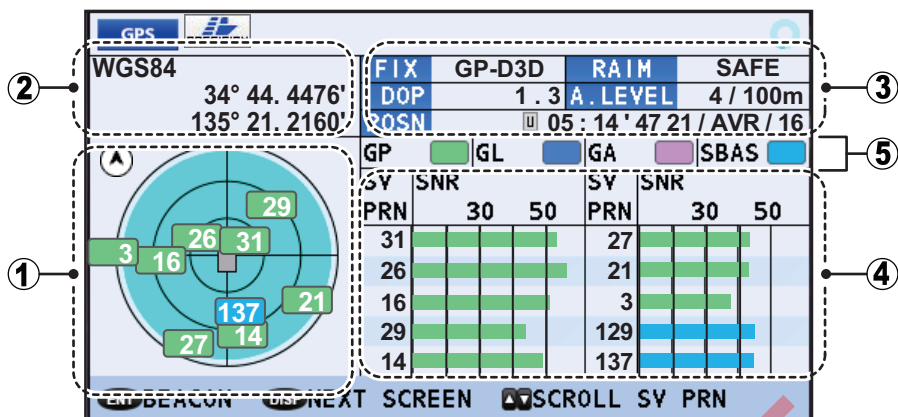 GPS
WGS84
34° 44. 4476'
135° 21. 2160'
FIX GP-D3D RAIM SAFE
DOP 1 . 3 A.LEVEL 4 / 100m
POSN U 05 : 14 ' 47 21 / AVR / 16
GP GL GA SBAS
SV SNR SV SNR
PRN 30 50 PRN 30 50
31 27
26 21
16 3
29 129
14 137
29
26 31
3 16
21
137
14
27
ENT BEACON DISP NEXT SCREEN SCROLL SV PRN
1
2
3
4
5